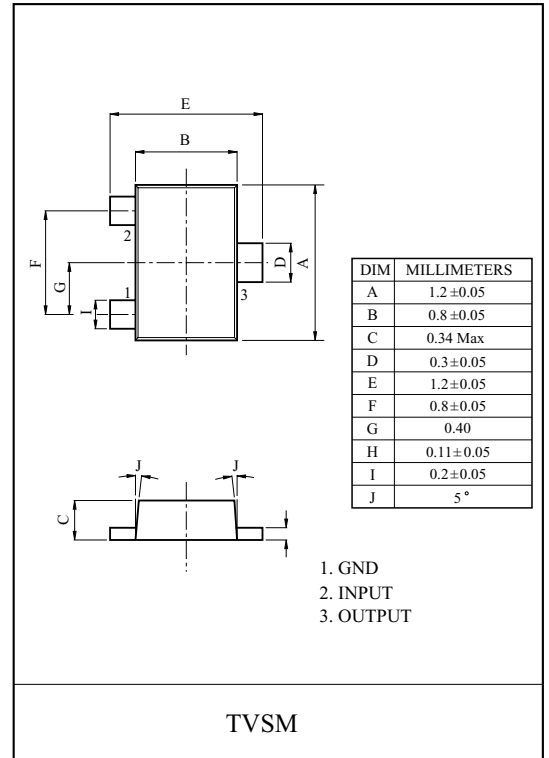 E
B
2
F
G
1
I
D
A
3
DIM MILLIMETERS
A 1.2 ±0.05
B 0.8 ±0.05
C 0.34 Max
D 0.3±0.05
E 1.2±0.05
F 0.8±0.05
G 0.40
H 0.11±0.05
I 0.2±0.05
J 5°
J J
C
1. GND
2. INPUT
3. OUTPUT
TVSM